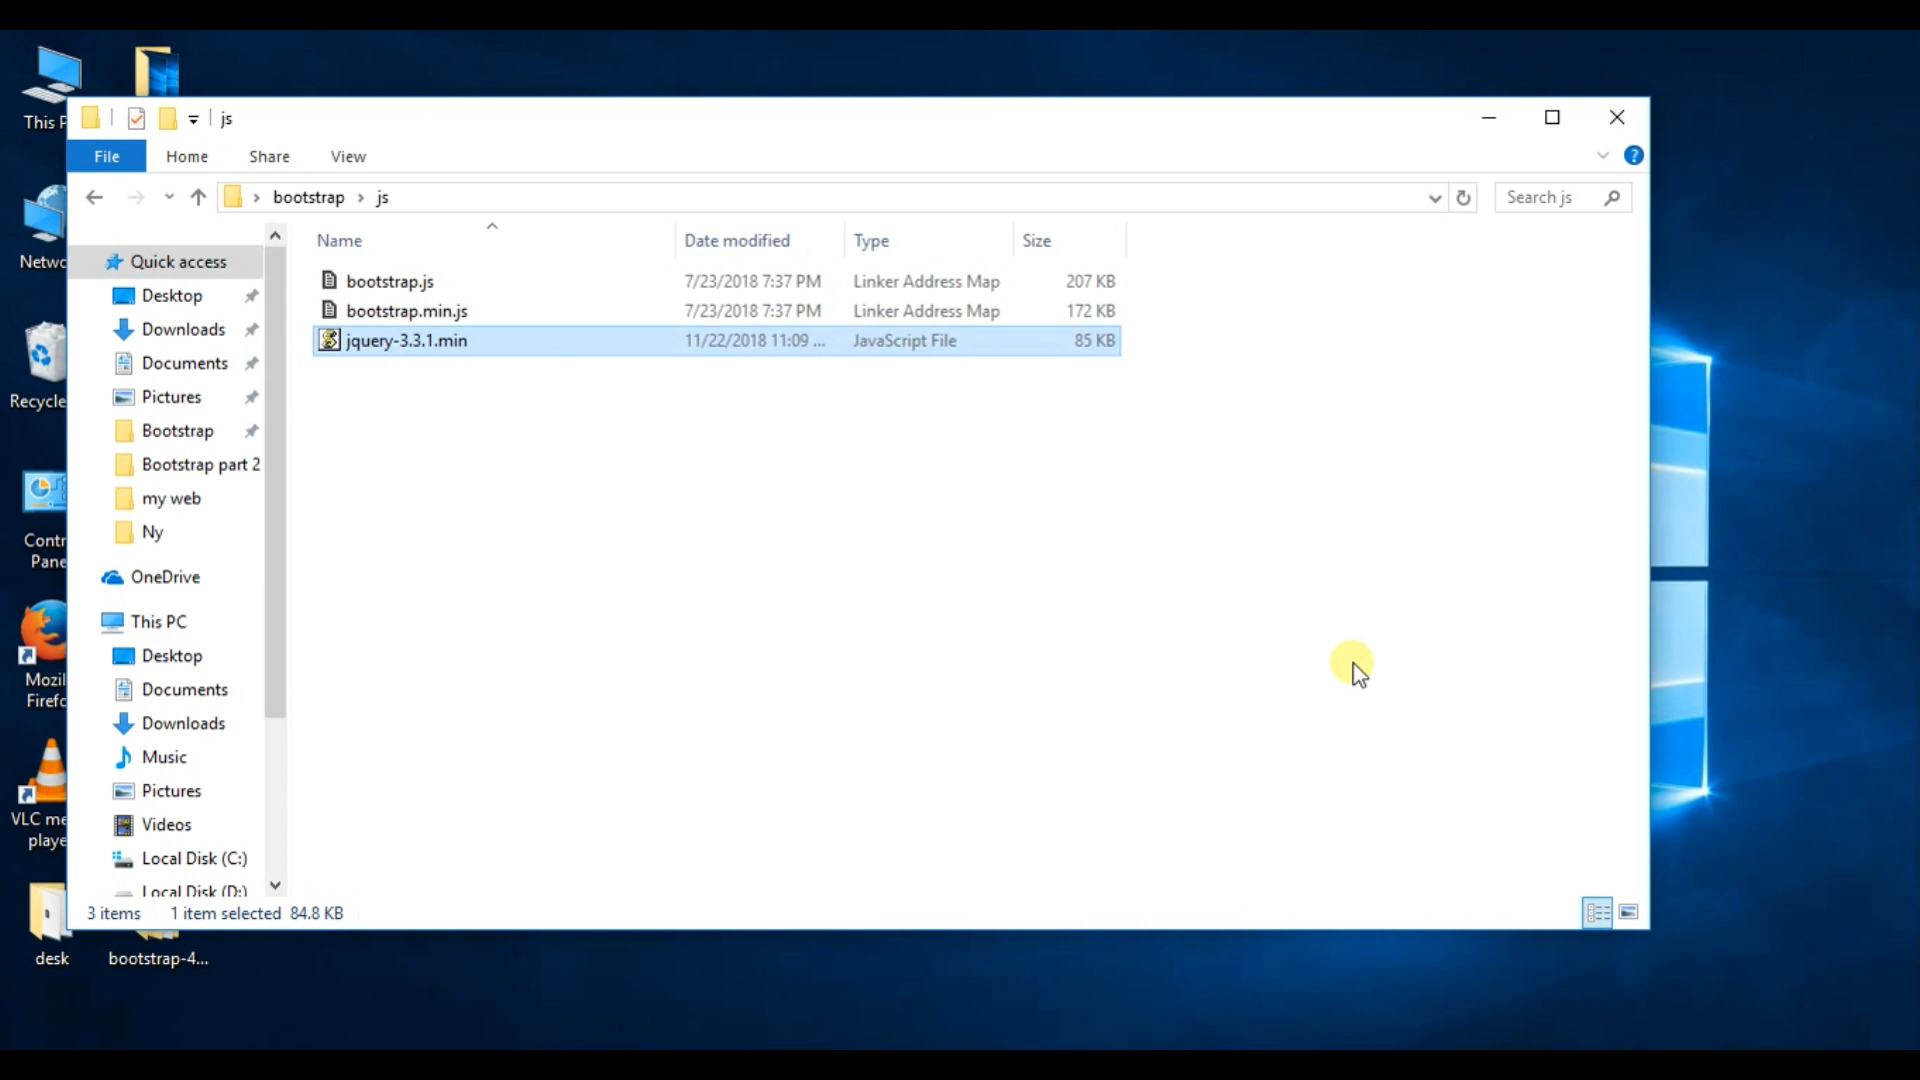 js
File Home Share View
bootstrap js
Search js
Name Date modified Type Size
bootstrap.js 7/23/2018 7:37 PM Linker Address Map 207 KB
bootstrap.min.js 7/23/2018 7:37 PM Linker Address Map 172 KB
jquery-3.3.1.min 11/22/2018 11:09 ... JavaScript File 85 KB
Quick access
Desktop
Downloads
Documents
Pictures
Bootstrap
Bootstrap part 2
my web
Ny
OneDrive
This PC
Desktop
Documents
Downloads
Music
Pictures
Videos
Local Disk (C:)
Local Disk (D:)
3 items 1 item selected 84.8 KB
This P
Netwo
Recycle
Contr
Pane
Mozil
Firefo
VLC me
playe
desk
bootstrap-4...